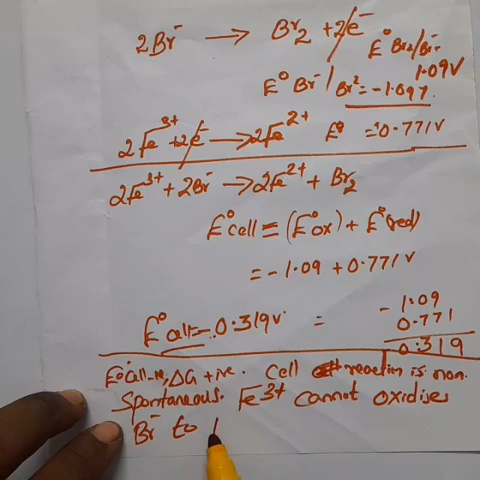 2Br⁻ → Br₂ + 2e⁻
E° Br₂/Br⁻
1.09V
E° Br⁻ / Br² = -1.097.
2Fe³⁺ + 2e⁻ → 2Fe²⁺ E° = +0.771V
2Fe³⁺ + 2Br⁻ → 2Fe²⁺ + Br₂
E°cell = (E°ox) + E°(red)
= -1.09 + 0.771V
E°cell = -0.319V. =
- 1.09
0.771
0.319
E°Cell -ve, ΔG +ive. Cell reaction is non-
Spontaneous. Fe³⁺ cannot oxidise
Br⁻ to